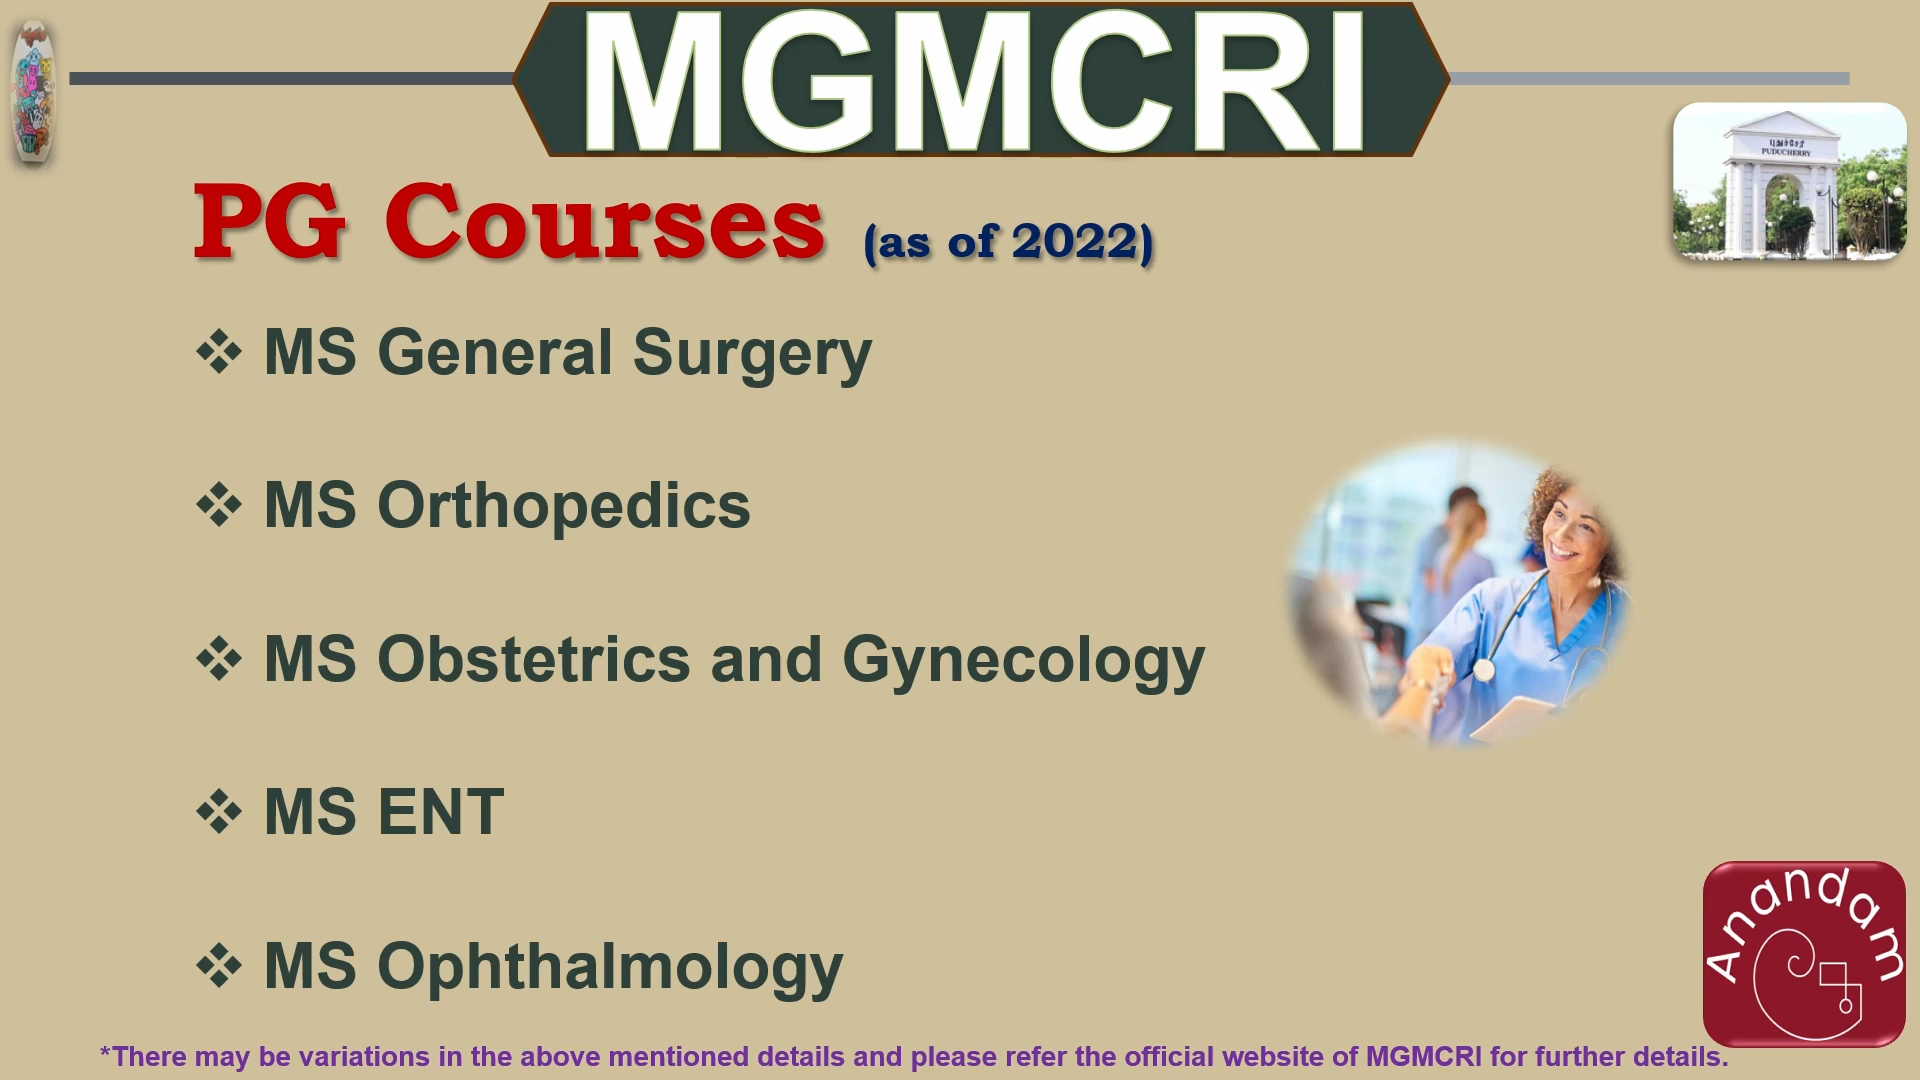 MGMCRI
PUDUCHERRY
PG Courses (as of 2022)
❖ MS General Surgery
❖ MS Orthopedics
❖ MS Obstetrics and Gynecology
❖ MS ENT
❖ MS Ophthalmology
Anandam
*There may be variations in the above mentioned details and please refer the official website of MGMCRI for further details.